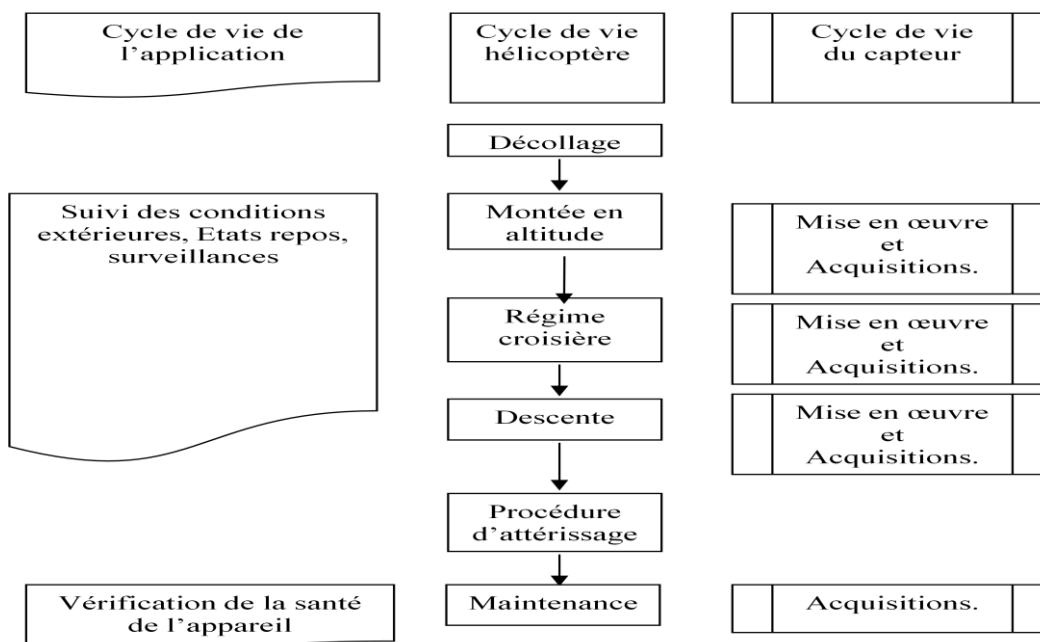 Cycle de vie de
l'application
Cycle de vie
hélicoptère
Cycle de vie
du capteur
Décollage
Suivi des conditions
extérieures, Etats repos,
surveillances
Montée en
altitude
Mise en œuvre
et
Acquisitions.
Régime
croisière
Mise en œuvre
et
Acquisitions.
Descente
Mise en œuvre
et
Acquisitions.
Procédure
d'attérissage
Vérification de la santé
de l'appareil
Maintenance
Acquisitions.